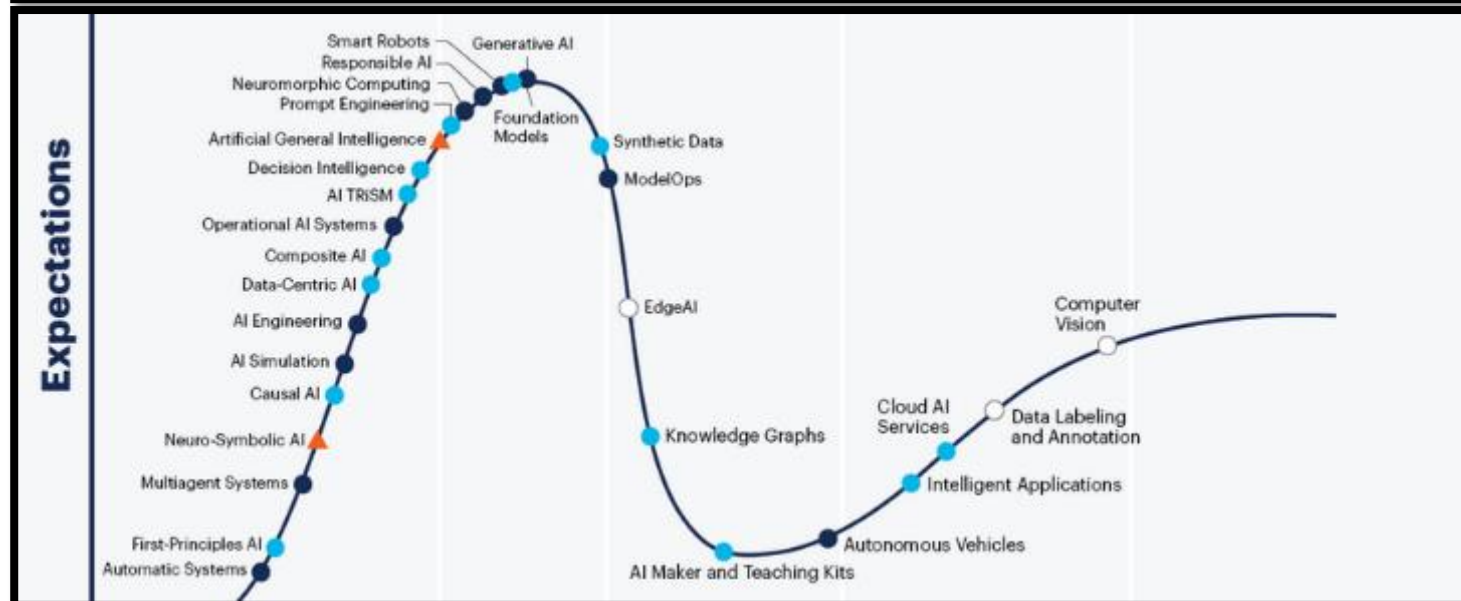 Expectations
Smart Robots
Responsible AI
Neuromorphic Computing
Prompt Engineering
Artificial General Intelligence
Decision Intelligence
AI TRiSM
Operational AI Systems
Composite AI
Data-Centric AI
AI Engineering
AI Simulation
Causal AI
Neuro-Symbolic AI
Multiagent Systems
First-Principles AI
Automatic Systems
Generative AI
Foundation
Models
Synthetic Data
ModelOps
EdgeAI
Knowledge Graphs
AI Maker and Teaching Kits
Autonomous Vehicles
Intelligent Applications
Cloud AI
Services
Data Labeling
and Annotation
Computer
Vision